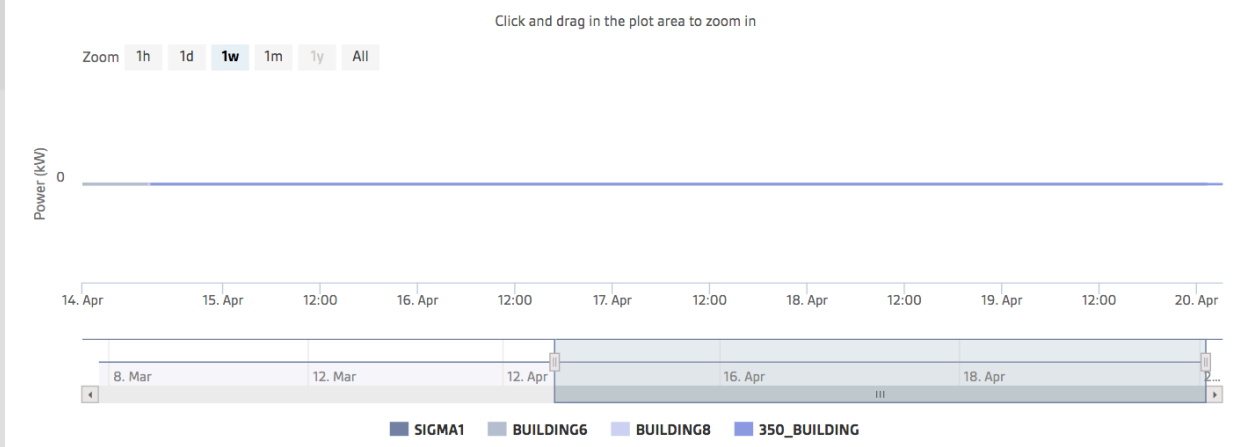 Click and drag in the plot area to zoom in
Zoom 1h 1d 1w 1m 1y All
Power (kW)
0
14. Apr 15. Apr 12:00 16. Apr 12:00 17. Apr 12:00 18. Apr 12:00 19. Apr 12:00 20. Apr
8. Mar 12. Mar 12. Apr 16. Apr 18. Apr 2...
SIGMA1 BUILDING6 BUILDING8 350_BUILDING